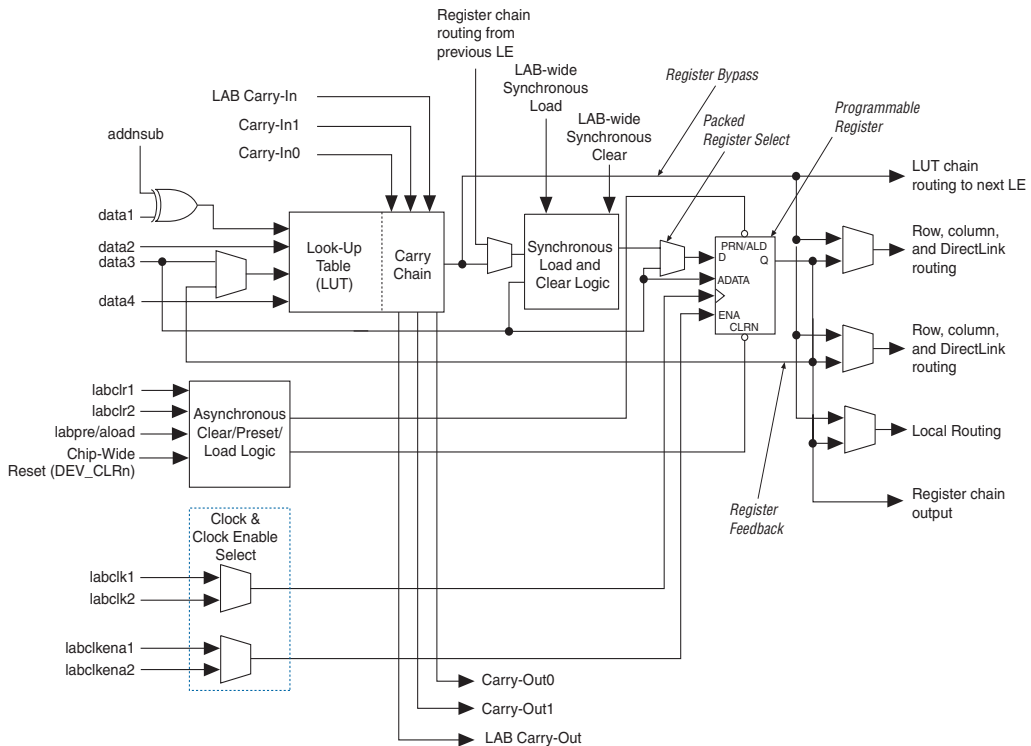 Register chain
routing from
previous LE
LAB-wide
Synchronous
Load
LAB-wide
Synchronous
Clear
Register Bypass
Packed
Register Select
Programmable
Register
LAB Carry-In
Carry-In1
Carry-In0
addnsub
data1
data2
data3
data4
Look-Up
Table
(LUT)
Carry
Chain
Synchronous
Load and
Clear Logic
PRN/ALD
D
Q
ADATA
ENA
CLRN
LUT chain
routing to next LE
Row, column,
and DirectLink
routing
Row, column,
and DirectLink
routing
Local Routing
Register chain
output
labclr1
labclr2
labpre/aload
Chip-Wide
Reset (DEV_CLRn)
Asynchronous
Clear/Preset/
Load Logic
Register
Feedback
Clock &
Clock Enable
Select
labclk1
labclk2
labclkena1
labclkena2
Carry-Out0
Carry-Out1
LAB Carry-Out